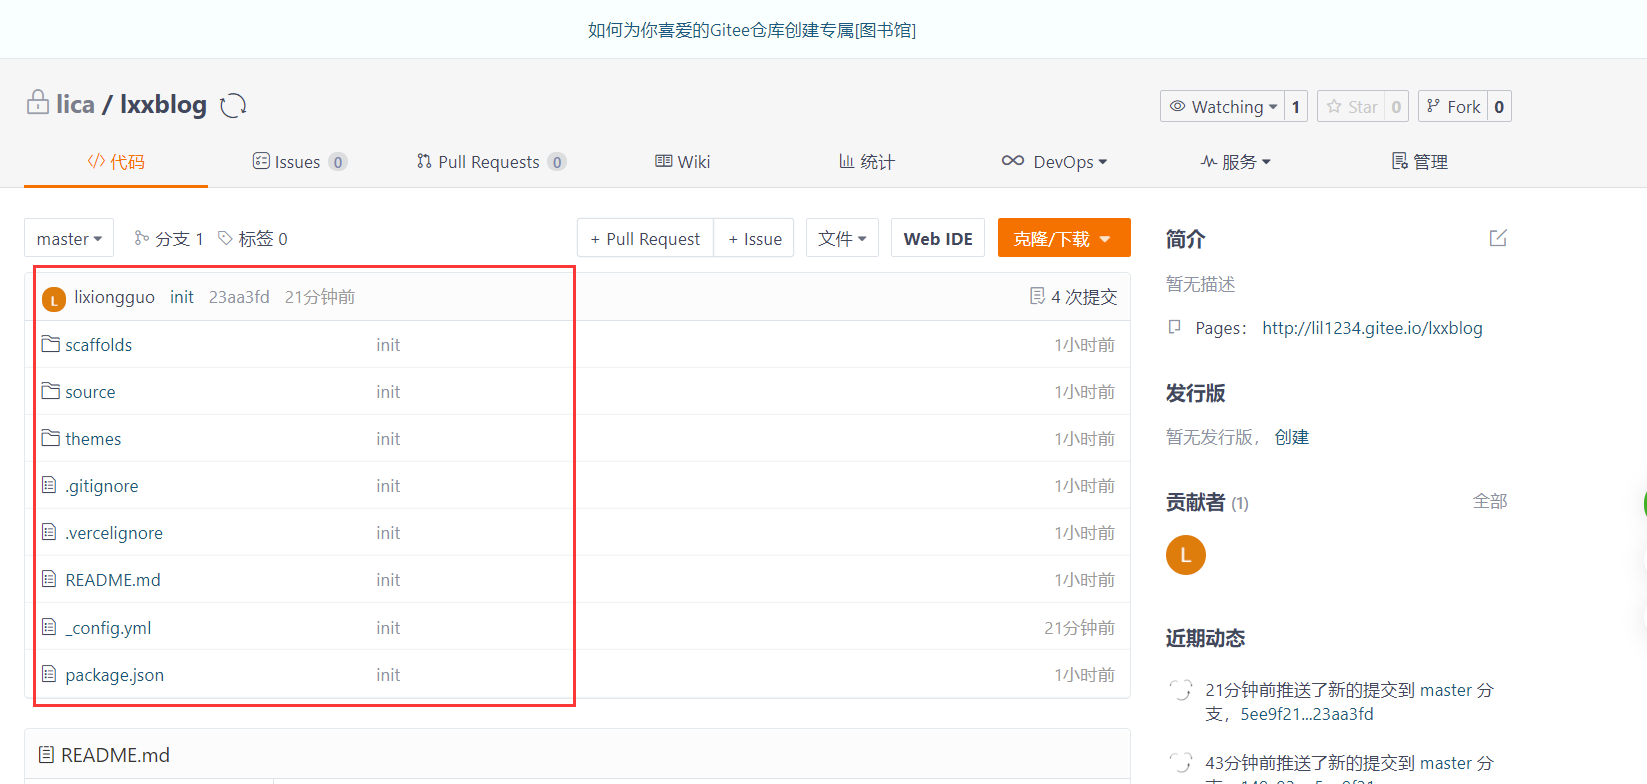 如何为你喜爱的Gitee仓库创建专属[图书馆]
lica / lxxblog
Watching 1 Star 0 Fork 0
代码 Issues 0 Pull Requests 0 Wiki 统计 DevOps 服务 管理
master 分支 1 标签 0 + Pull Request + Issue 文件 Web IDE 克隆/下载
L lixiongguo init 23aa3fd 21分钟前 4 次提交
scaffolds init 1小时前
source init 1小时前
themes init 1小时前
.gitignore init 1小时前
.vercelignore init 1小时前
README.md init 1小时前
_config.yml init 21分钟前
package.json init 1小时前
README.md
简介
暂无描述
Pages: http://lil1234.gitee.io/lxxblog
发行版
暂无发行版，创建
贡献者 (1) 全部
L
近期动态
21分钟前推送了新的提交到 master 分
支，5ee9f21...23aa3fd
43分钟前推送了新的提交到 master 分